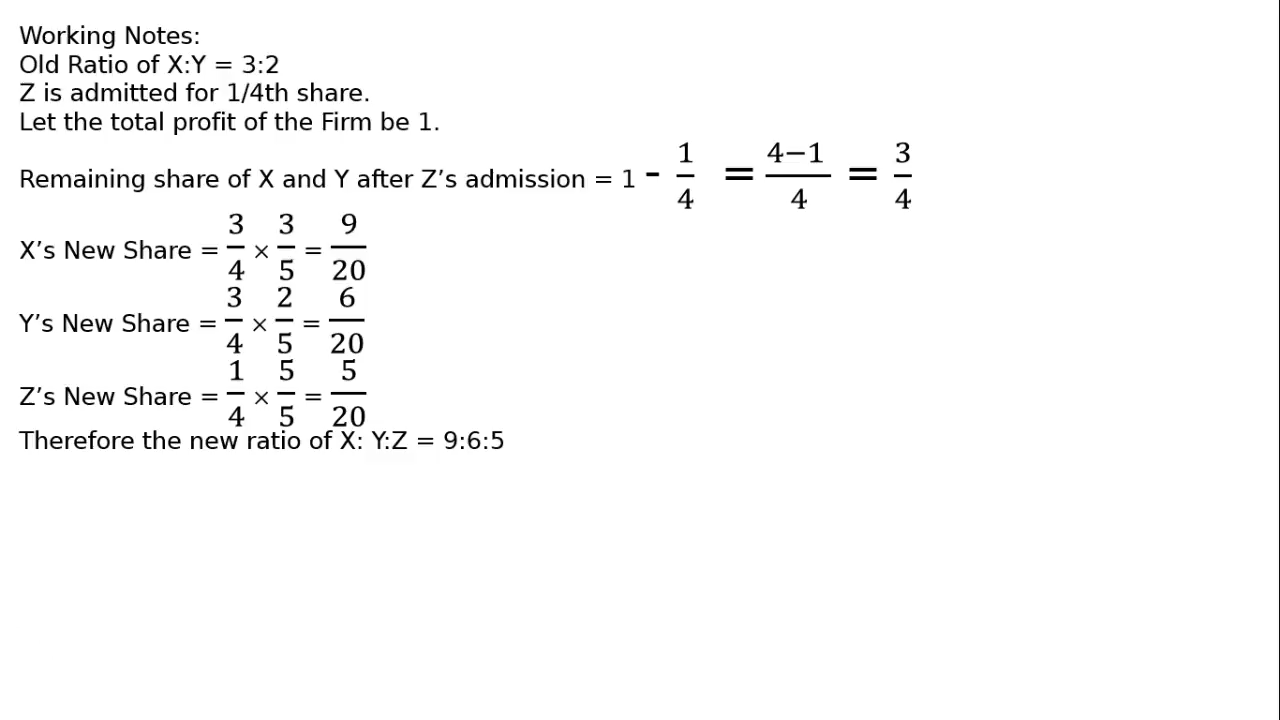 Working Notes:
Old Ratio of X:Y = 3:2
Z is admitted for 1/4th share.
Let the total profit of the Firm be 1.
Remaining share of X and Y after Z’s admission = 1 - 1/4 = 4−1/4 = 3/4
X’s New Share = 3/4 × 3/5 = 9/20
Y’s New Share = 3/4 × 2/5 = 6/20
Z’s New Share = 1/4 × 5/5 = 5/20
Therefore the new ratio of X: Y:Z = 9:6:5